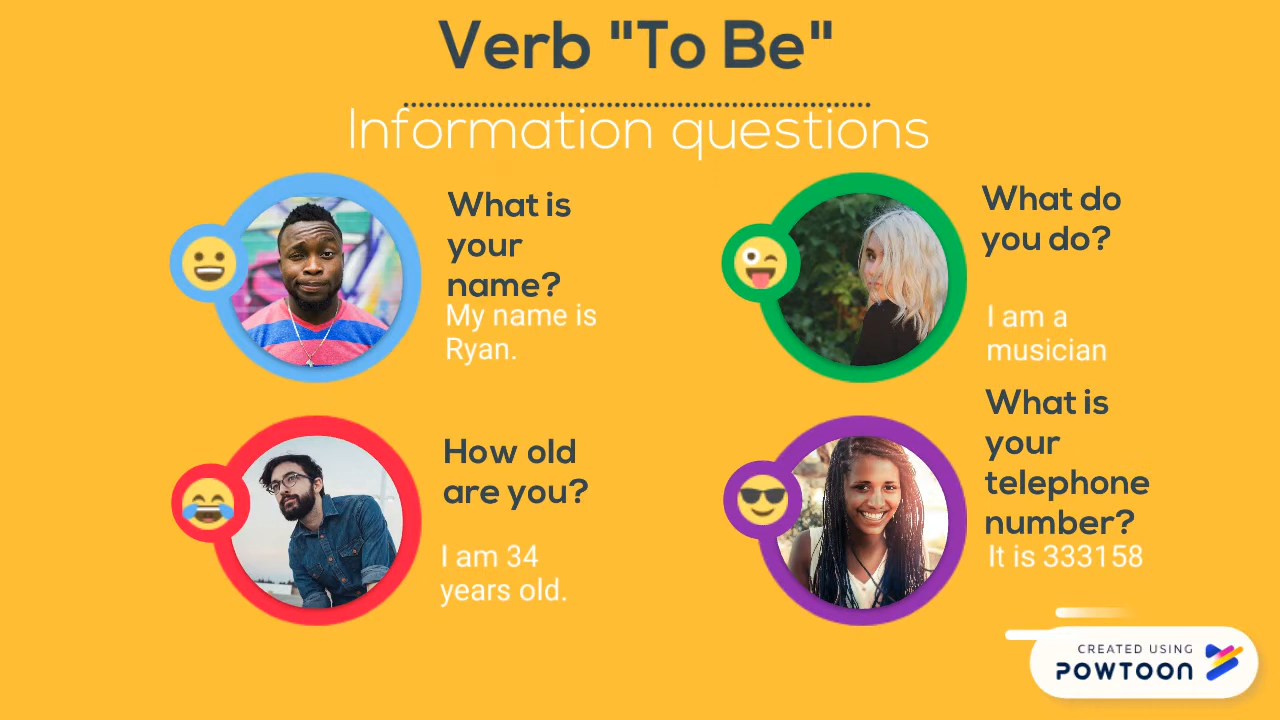 Verb "To Be"
Information questions
What is
your
name?
My name is
Ryan.
What do
you do?
I am a
musician
How old
are you?
I am 34
years old.
What is
your
telephone
number?
It is 333158
CREATED USING
POWTOON